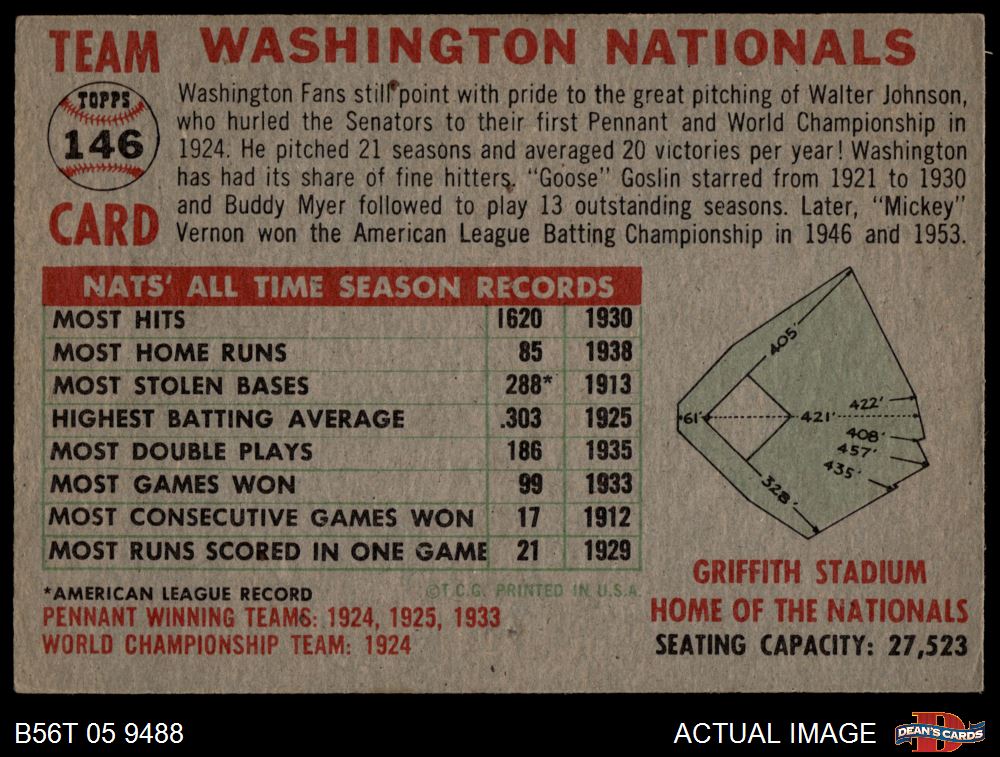 TEAM
WASHINGTON NATIONALS
TOPPS
146
CARD
Washington Fans still point with pride to the great pitching of Walter Johnson,
who hurled the Senators to their first Pennant and World Championship in
1924. He pitched 21 seasons and averaged 20 victories per year! Washington
has had its share of fine hitters. "Goose" Goslin starred from 1921 to 1930
and Buddy Myer followed to play 13 outstanding seasons. Later, "Mickey"
Vernon won the American League Batting Championship in 1946 and 1953.
NATS' ALL TIME SEASON RECORDS
MOST HITS 1620 1930
MOST HOME RUNS 85 1938
MOST STOLEN BASES 288* 1913
HIGHEST BATTING AVERAGE .303 1925
MOST DOUBLE PLAYS 186 1935
MOST GAMES WON 99 1933
MOST CONSECUTIVE GAMES WON 17 1912
MOST RUNS SCORED IN ONE GAME 21 1929
*AMERICAN LEAGUE RECORD
©T.C.G. PRINTED IN U.S.A.
PENNANT WINNING TEAMS: 1924, 1925, 1933
WORLD CHAMPIONSHIP TEAM: 1924
405'
422'
61'
421'
408'
457'
435'
328'
GRIFFITH STADIUM
HOME OF THE NATIONALS
SEATING CAPACITY: 27,523
B56T 05 9488
ACTUAL IMAGE
D
DEAN'S CARDS